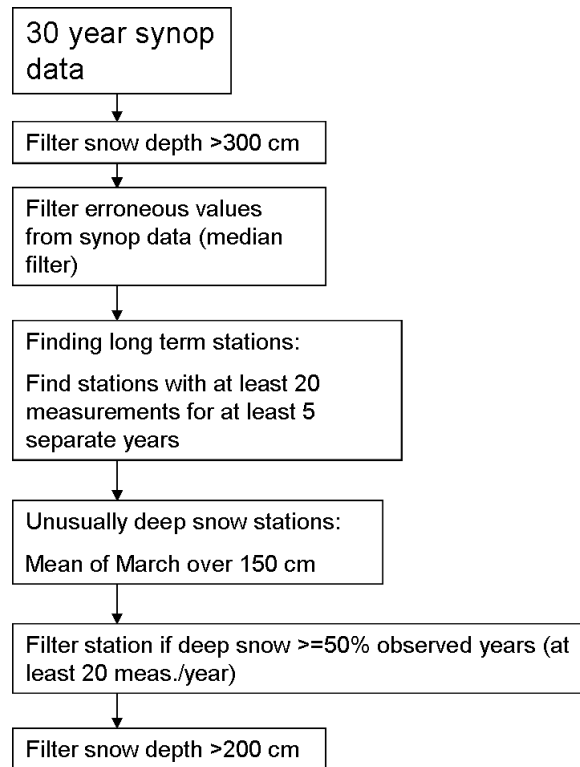 30 year synop
data
Filter snow depth >300 cm
Filter erroneous values
from synop data (median
filter)
Finding long term stations:
Find stations with at least 20
measurements for at least 5
separate years
Unusually deep snow stations:
Mean of March over 150 cm
Filter station if deep snow >=50% observed years (at
least 20 meas./year)
Filter snow depth >200 cm